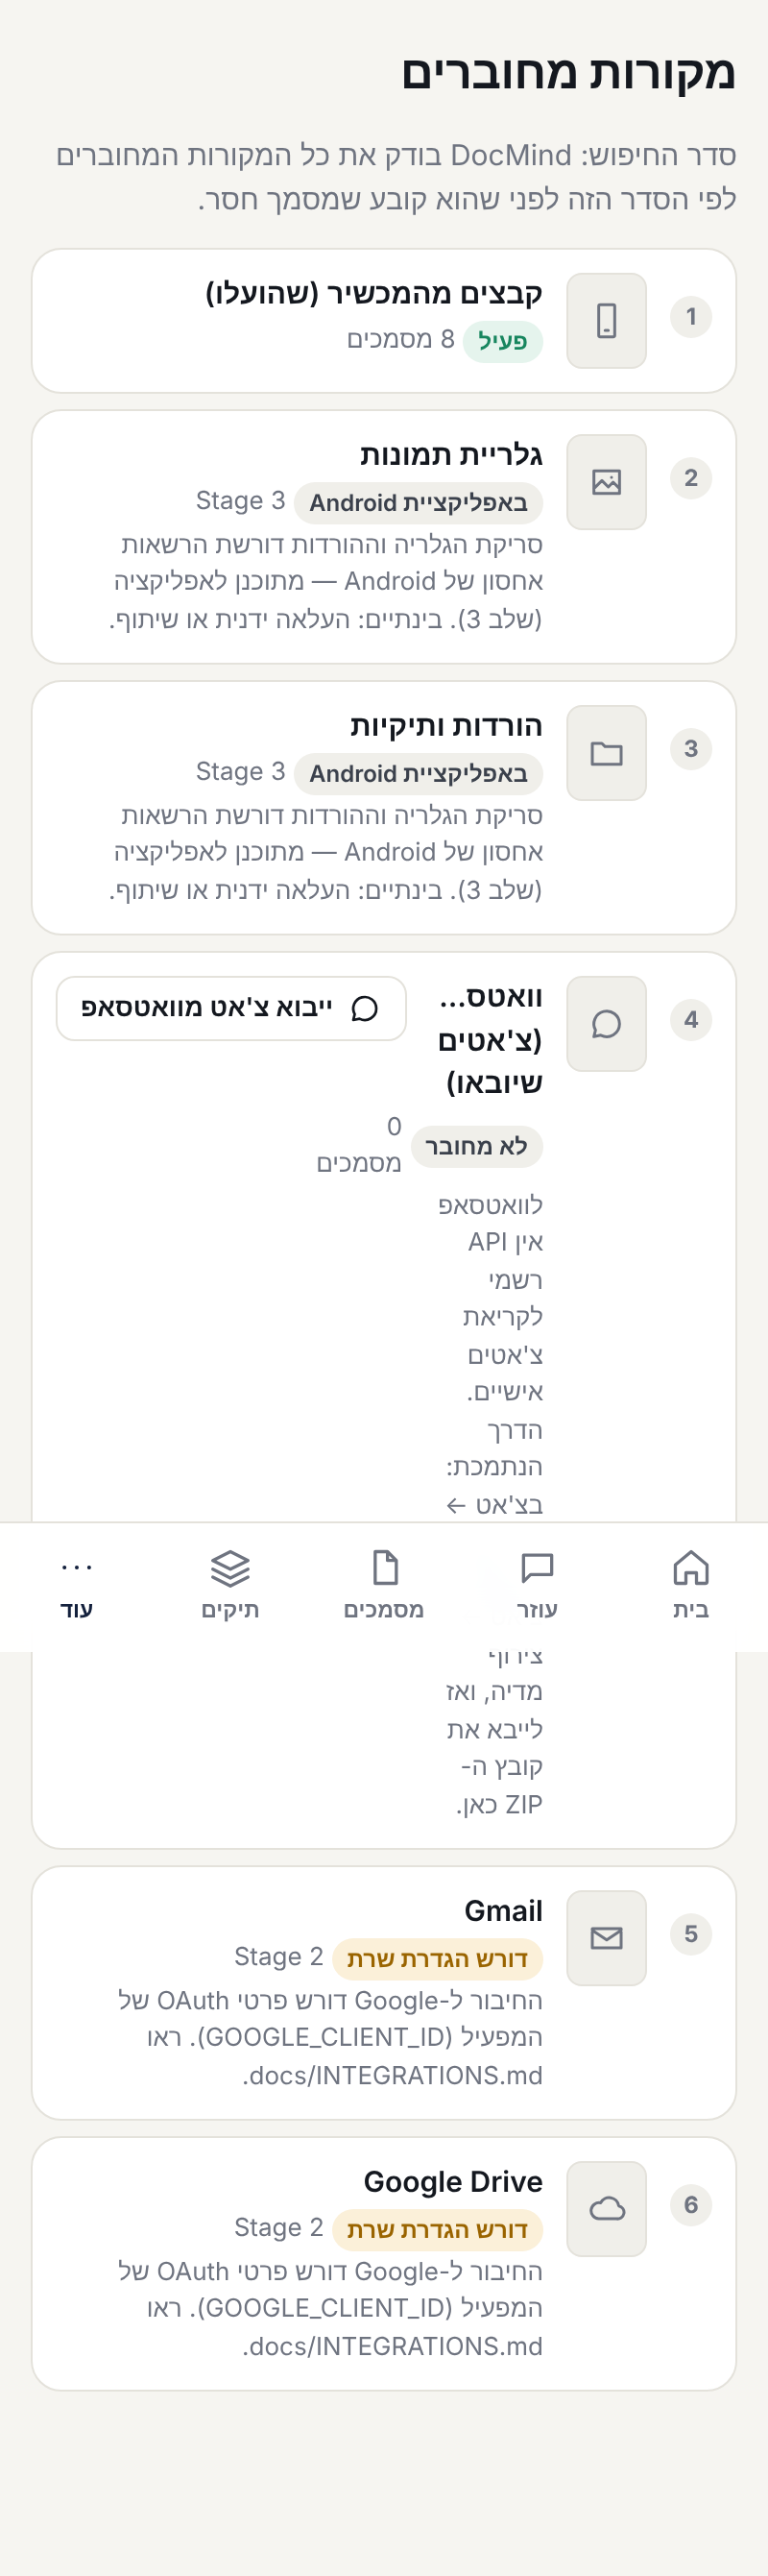 מקורות מחוברים
סדר החיפוש: DocMind בודק את כל המקורות המחוברים
לפי הסדר הזה לפני שהוא קובע שמסמך חסר.
1
קבצים מהמכשיר (שהועלו)
פעיל 8 מסמכים
2
גלריית תמונות
באפליקציית Android Stage 3
סריקת הגלריה וההורדות דורשת הרשאות
אחסון של Android — מתוכנן לאפליקציה
(שלב 3). בינתיים: העלאה ידנית או שיתוף.
3
הורדות ותיקיות
באפליקציית Android Stage 3
סריקת הגלריה וההורדות דורשת הרשאות
אחסון של Android — מתוכנן לאפליקציה
(שלב 3). בינתיים: העלאה ידנית או שיתוף.
4
וואטס...
(צ'אטים
שיובאו)
ייבוא צ'אט מוואטסאפ
לא מחובר
0
מסמכים
לוואטסאפ
אין API
רשמי
לקריאת
צ'אטים
אישיים.
הדרך
הנתמכת:
בצ'אט ←
בית
עוזר
מסמכים
תיקים
עוד
צירוף
מדיה, ואז
לייבא את
קובץ ה-
ZIP כאן.
5
Gmail
דורש הגדרת שרת Stage 2
החיבור ל-Google דורש פרטי OAuth של
המפעיל (GOOGLE_CLIENT_ID). ראו
docs/INTEGRATIONS.md.
6
Google Drive
דורש הגדרת שרת Stage 2
החיבור ל-Google דורש פרטי OAuth של
המפעיל (GOOGLE_CLIENT_ID). ראו
docs/INTEGRATIONS.md.